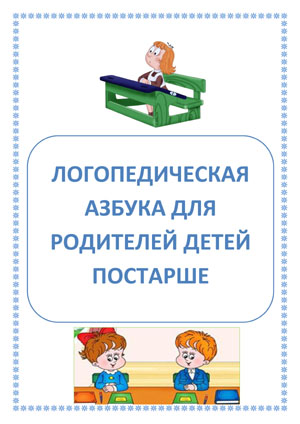 ЛОГОПЕДИЧЕСКАЯ
АЗБУКА ДЛЯ
РОДИТЕЛЕЙ ДЕТЕЙ
ПОСТАРШЕ